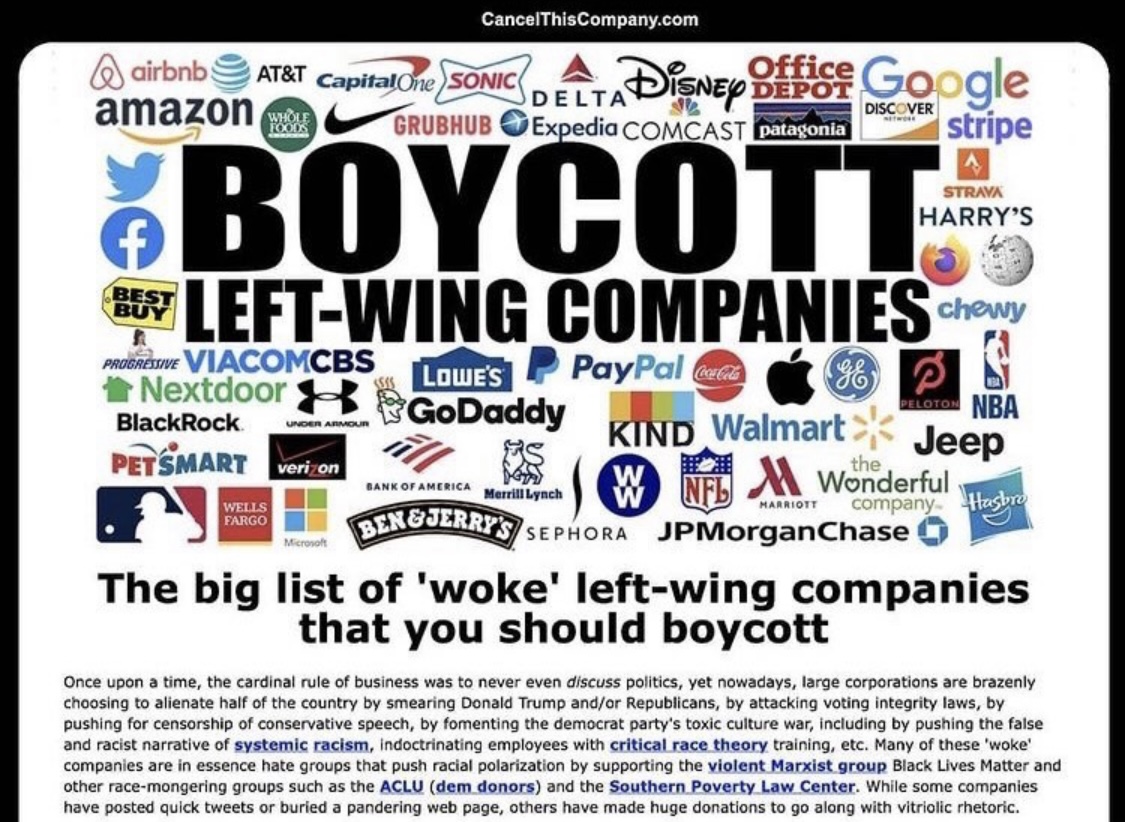 CancelThisCompany.com
airbnb AT&T CapitalOne SONIC DELTA Disney Office DEPOT Google
amazon WHOLE FOODS GRUBHUB Expedia COMCAST patagonia DISCOVER NETWORK stripe
BOYCOTT
STRAVA
HARRY'S
BEST BUY LEFT-WING COMPANIES chewy
PROGRESSIVE VIACOMCBS LOWE'S PayPal Coca-Cola GE PELOTON NBA
Nextdoor UNDER ARMOUR GoDaddy KIND Walmart NBA
BlackRock. Jeep
PETSMART verizon BANK OF AMERICA Merrill Lynch W W NFL MARRIOTT the Wonderful company™ Hasbro
WELLS FARGO Microsoft BEN & JERRY'S SEPHORA JPMorganChase
The big list of 'woke' left-wing companies
that you should boycott
Once upon a time, the cardinal rule of business was to never even discuss politics, yet nowadays, large corporations are brazenly
choosing to alienate half of the country by smearing Donald Trump and/or Republicans, by attacking voting integrity laws, by
pushing for censorship of conservative speech, by fomenting the democrat party's toxic culture war, including by pushing the false
and racist narrative of systemic racism, indoctrinating employees with critical race theory training, etc. Many of these 'woke'
companies are in essence hate groups that push racial polarization by supporting the violent Marxist group Black Lives Matter and
other race-mongering groups such as the ACLU (dem donors) and the Southern Poverty Law Center. While some companies
have posted quick tweets or buried a pandering web page, others have made huge donations to go along with vitriolic rhetoric.